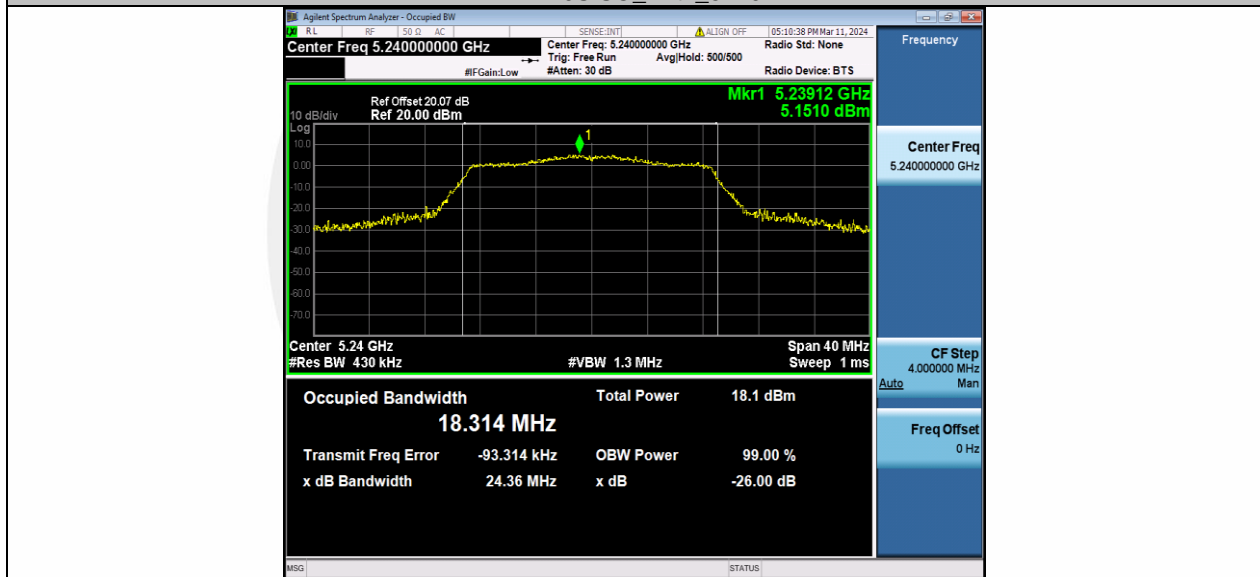 Agilent Spectrum Analyzer - Occupied BW
RL RF 50 Ω AC SENSE:INT ALIGN OFF 05:10:38 PM Mar 11, 2024
Center Freq 5.240000000 GHz
Center Freq: 5.240000000 GHz
Radio Std: None
Trig: Free Run Avg|Hold: 500/500
#IFGain:Low #Atten: 30 dB Radio Device: BTS
Mkr1 5.23912 GHz
5.1510 dBm
Ref Offset 20.07 dB
10 dB/div Ref 20.00 dBm
Log
1
10.0
0.00
-10.0
-20.0
-30.0
-40.0
-50.0
-60.0
-70.0
Center 5.24 GHz Span 40 MHz
#Res BW 430 kHz #VBW 1.3 MHz Sweep 1 ms
Occupied Bandwidth Total Power 18.1 dBm
18.314 MHz
Transmit Freq Error -93.314 kHz OBW Power 99.00 %
x dB Bandwidth 24.36 MHz x dB -26.00 dB
MSG STATUS
Frequency
Center Freq
5.240000000 GHz
CF Step
4.000000 MHz
Auto Man
Freq Offset
0 Hz